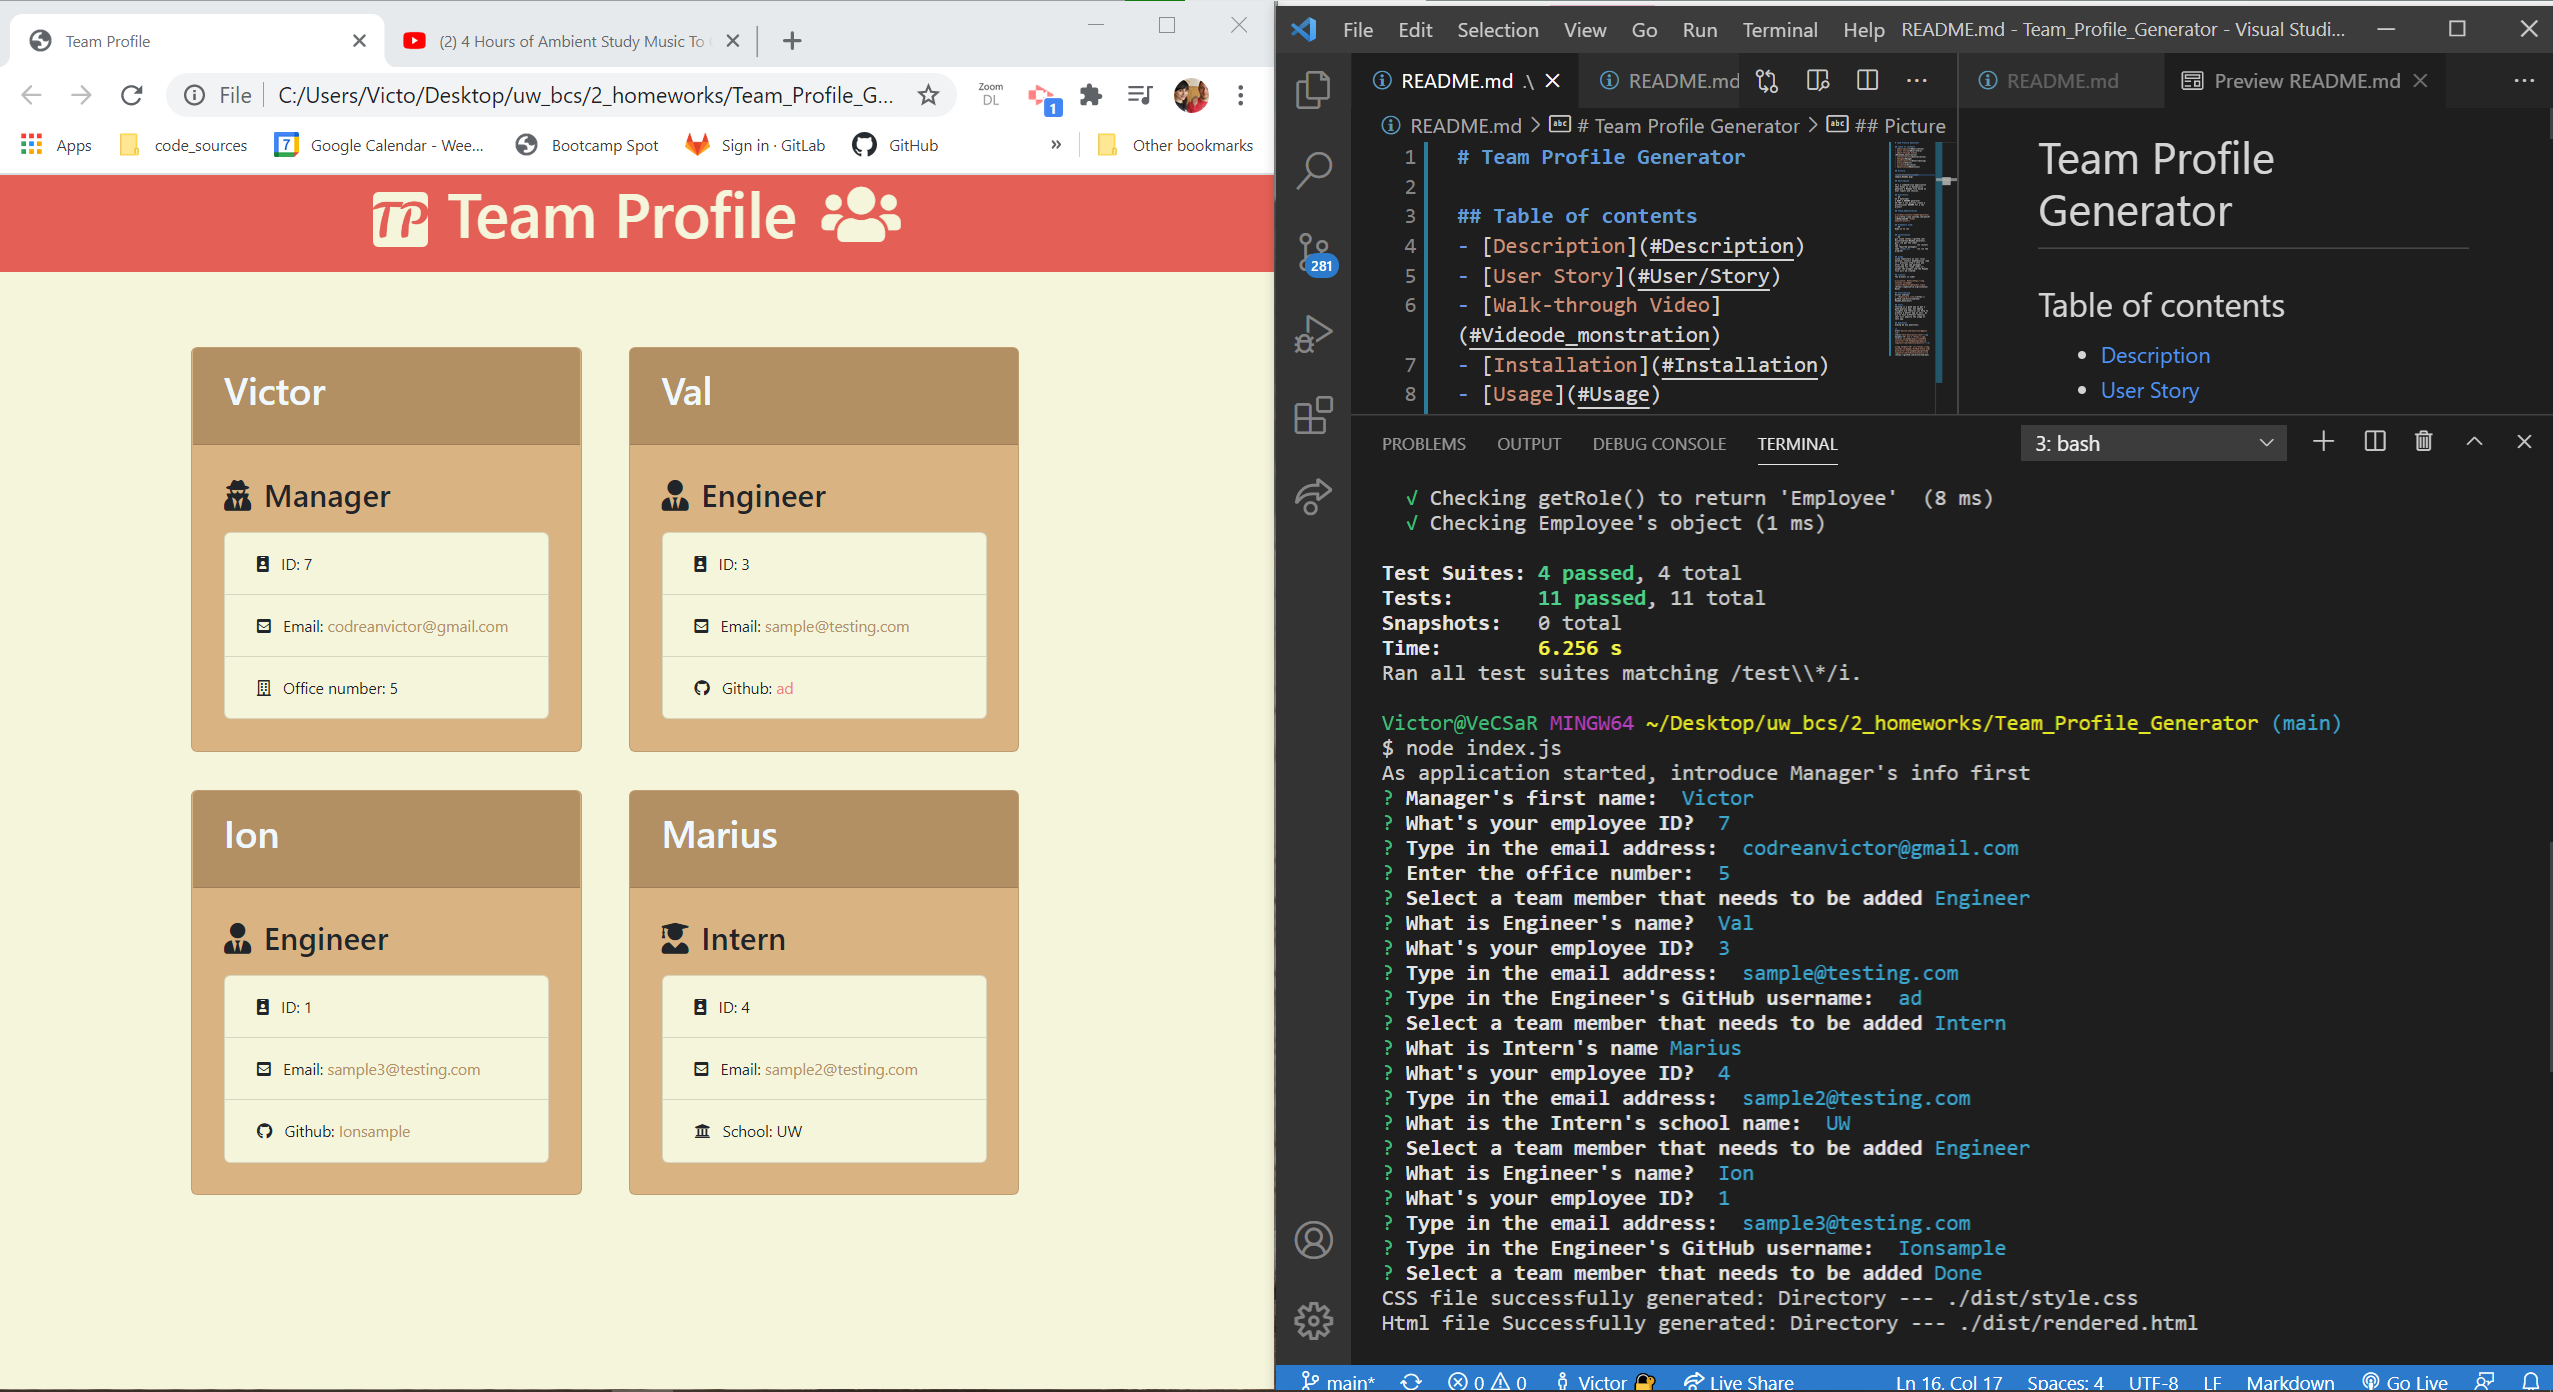 Team Profile
(2) 4 Hours of Ambient Study Music To
File
C:/Users/Victo/Desktop/uw_bcs/2_homeworks/Team_Profile_G...
Zoom
DL
1
Apps
code_sources
7
Google Calendar - Wee...
Bootcamp Spot
Sign in · GitLab
GitHub
»
Other bookmarks
TP Team Profile
Victor
Manager
ID: 7
Email: codreanvictor@gmail.com
Office number: 5
Val
Engineer
ID: 3
Email: sample@testing.com
Github: ad
Ion
Engineer
ID: 1
Email: sample3@testing.com
Github: Ionsample
Marius
Intern
ID: 4
Email: sample2@testing.com
School: UW
File Edit Selection View Go Run Terminal Help README.md - Team_Profile_Generator - Visual Studi...
README.md .\
README.md
README.md
Preview README.md
281
README.md > # Team Profile Generator > ## Picture
1 # Team Profile Generator
2
3 ## Table of contents
4 - [Description](#Description)
5 - [User Story](#User/Story)
6 - [Walk-through Video]
(#Videode_monstration)
7 - [Installation](#Installation)
8 - [Usage](#Usage)
Team Profile
Generator
Table of contents
• Description
• User Story
PROBLEMS OUTPUT DEBUG CONSOLE TERMINAL
3: bash
√ Checking getRole() to return 'Employee' (8 ms)
√ Checking Employee's object (1 ms)
Test Suites: 4 passed, 4 total
Tests: 11 passed, 11 total
Snapshots: 0 total
Time: 6.256 s
Ran all test suites matching /test\\*/i.
Victor@VeCSaR MINGW64 ~/Desktop/uw_bcs/2_homeworks/Team_Profile_Generator (main)
$ node index.js
As application started, introduce Manager's info first
? Manager's first name: Victor
? What's your employee ID? 7
? Type in the email address: codreanvictor@gmail.com
? Enter the office number: 5
? Select a team member that needs to be added Engineer
? What is Engineer's name? Val
? What's your employee ID? 3
? Type in the email address: sample@testing.com
? Type in the Engineer's GitHub username: ad
? Select a team member that needs to be added Intern
? What is Intern's name Marius
? What's your employee ID? 4
? Type in the email address: sample2@testing.com
? What is the Intern's school name: UW
? Select a team member that needs to be added Engineer
? What is Engineer's name? Ion
? What's your employee ID? 1
? Type in the email address: sample3@testing.com
? Type in the Engineer's GitHub username: Ionsample
? Select a team member that needs to be added Done
CSS file successfully generated: Directory --- ./dist/style.css
Html file Successfully generated: Directory --- ./dist/rendered.html
main* 0 0 Victor Live Share Ln 16, Col 17 Spaces: 4 UTF-8 LF Markdown Go Live